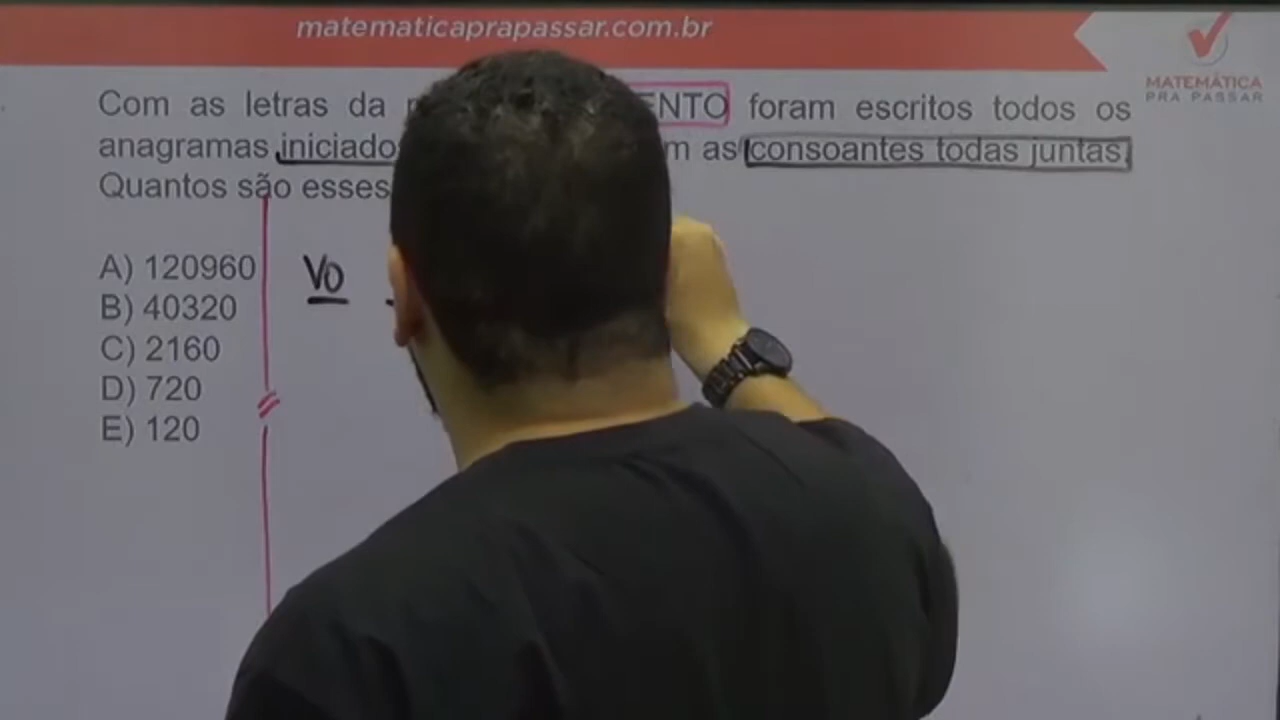 matematicaprapassar.com.br
MATEMÁTICA
PRA PASSAR
Com as letras da ENTO foram escritos todos os
anagramas iniciados m as consoantes todas juntas.
Quantos são esses
A) 120960
B) 40320
C) 2160
D) 720
E) 120
VO